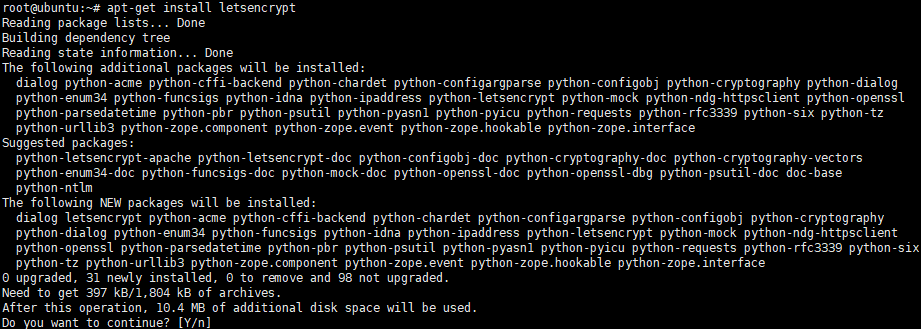 root@ubuntu:~# apt-get install letsencrypt
Reading package lists... Done
Building dependency tree
Reading state information... Done
The following additional packages will be installed:
  dialog python-acme python-cffi-backend python-chardet python-configargparse python-configobj python-cryptography python-dialog
  python-enum34 python-funcsigs python-idna python-ipaddress python-letsencrypt python-mock python-ndg-httpsclient python-openssl
  python-parsedatetime python-pbr python-psutil python-pyasn1 python-pyicu python-requests python-rfc3339 python-six python-tz
  python-urllib3 python-zope.component python-zope.event python-zope.hookable python-zope.interface
Suggested packages:
  python-letsencrypt-apache python-letsencrypt-doc python-configobj-doc python-cryptography-doc python-cryptography-vectors
  python-enum34-doc python-funcsigs-doc python-mock-doc python-openssl-doc python-openssl-dbg python-psutil-doc doc-base
  python-ntlm
The following NEW packages will be installed:
  dialog letsencrypt python-acme python-cffi-backend python-chardet python-configargparse python-configobj python-cryptography
  python-dialog python-enum34 python-funcsigs python-idna python-ipaddress python-letsencrypt python-mock python-ndg-httpsclient
  python-openssl python-parsedatetime python-pbr python-psutil python-pyasn1 python-pyicu python-requests python-rfc3339 python-six
  python-tz python-urllib3 python-zope.component python-zope.event python-zope.hookable python-zope.interface
0 upgraded, 31 newly installed, 0 to remove and 98 not upgraded.
Need to get 397 kB/1,804 kB of archives.
After this operation, 10.4 MB of additional disk space will be used.
Do you want to continue? [Y/n]